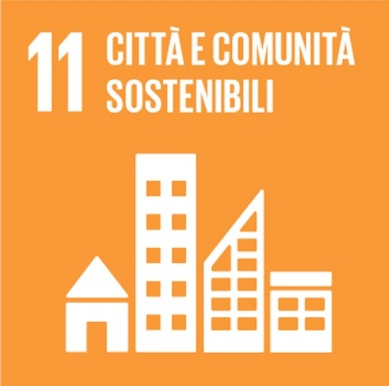 11 CITTÀ E COMUNITÀ
SOSTENIBILI